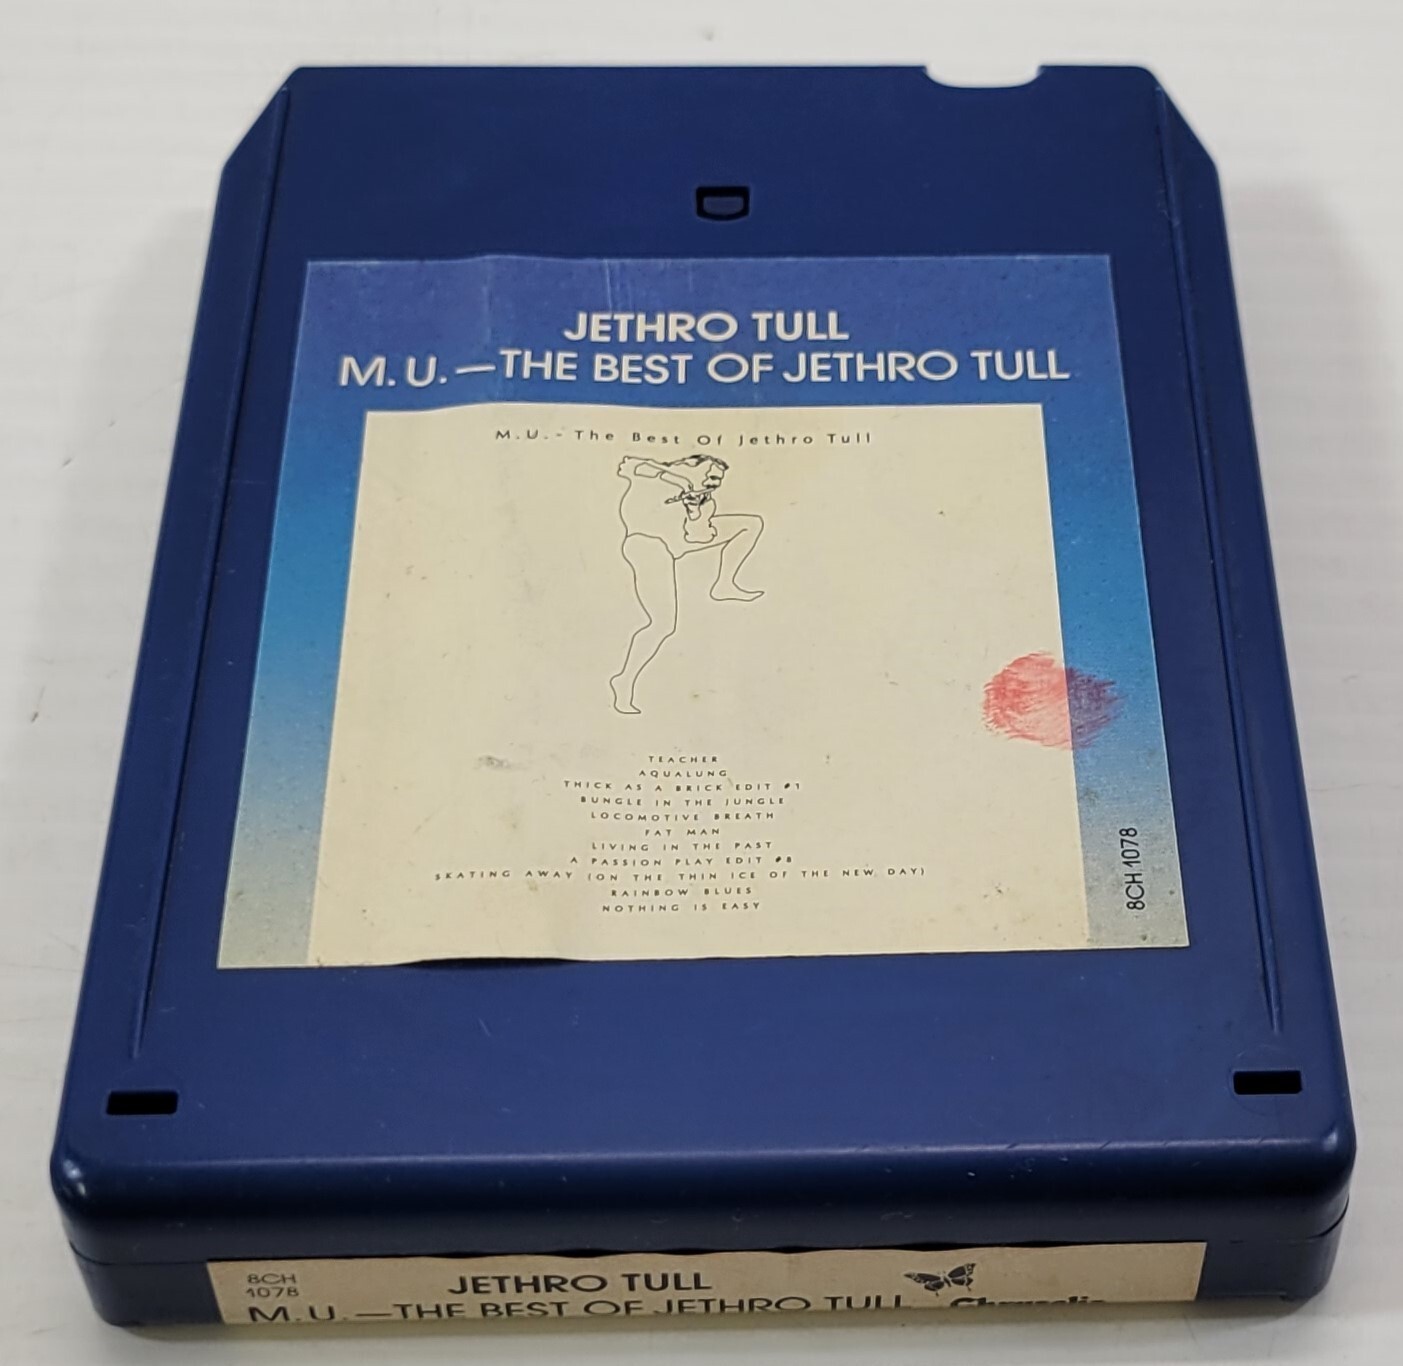 JETHRO TULL
M.U.—THE BEST OF JETHRO TULL
M.U.- The Best Of Jethro Tull
TEACHER
AQUALUNG
THICK AS A BRICK EDIT #1
BUNGLE IN THE JUNGLE
LOCOMOTIVE BREATH
FAT MAN
LIVING IN THE PAST
A PASSION PLAY EDIT #8
SKATING AWAY (ON THE THIN ICE OF THE NEW DAY)
RAINBOW BLUES
NOTHING IS EASY
8CH 1078
8CH
1078
JETHRO TULL
M.U.—THE BEST OF JETHRO TULL
Chrysalis